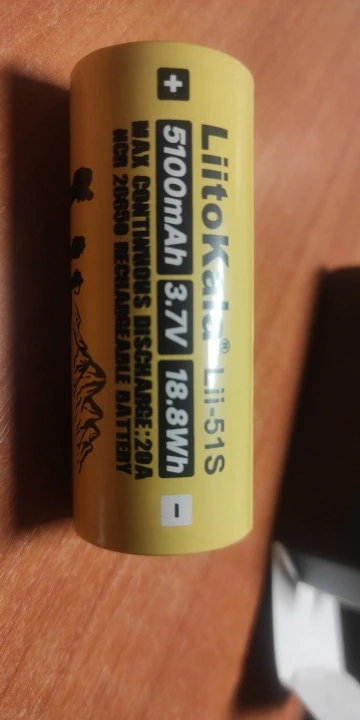 LiitoKala® Lii-51S
+ 5100mAh 3.7V 18.8Wh -
MAX CONTINUOUS DISCHARGE:20A
NCR 26650 RECHARGEABLE BATTERY